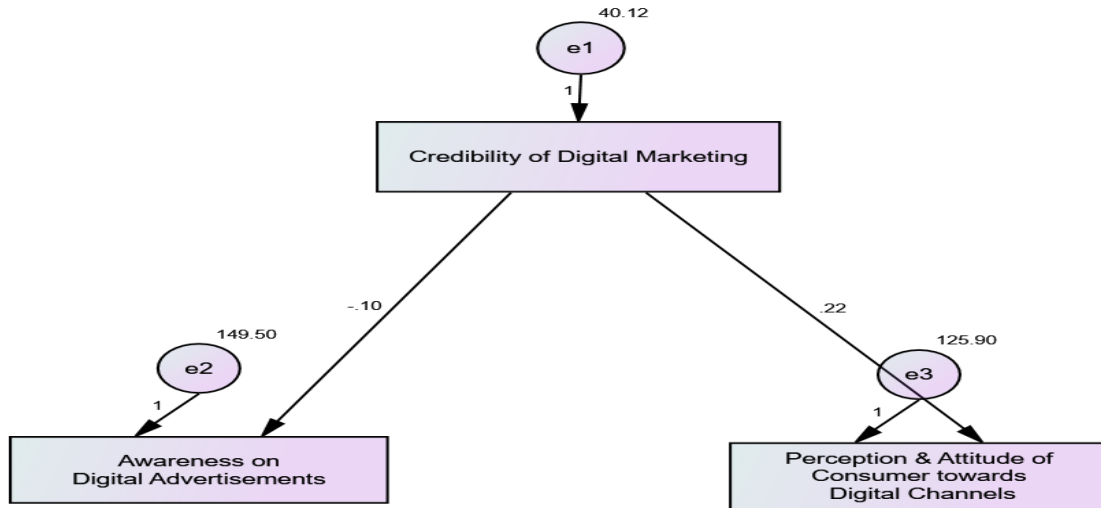 40.12
e1
1
Credibility of Digital Marketing
-.10
.22
149.50
e2
1
125.90
e3
1
Awareness on
Digital Advertisements
Perception & Attitude of
Consumer towards
Digital Channels